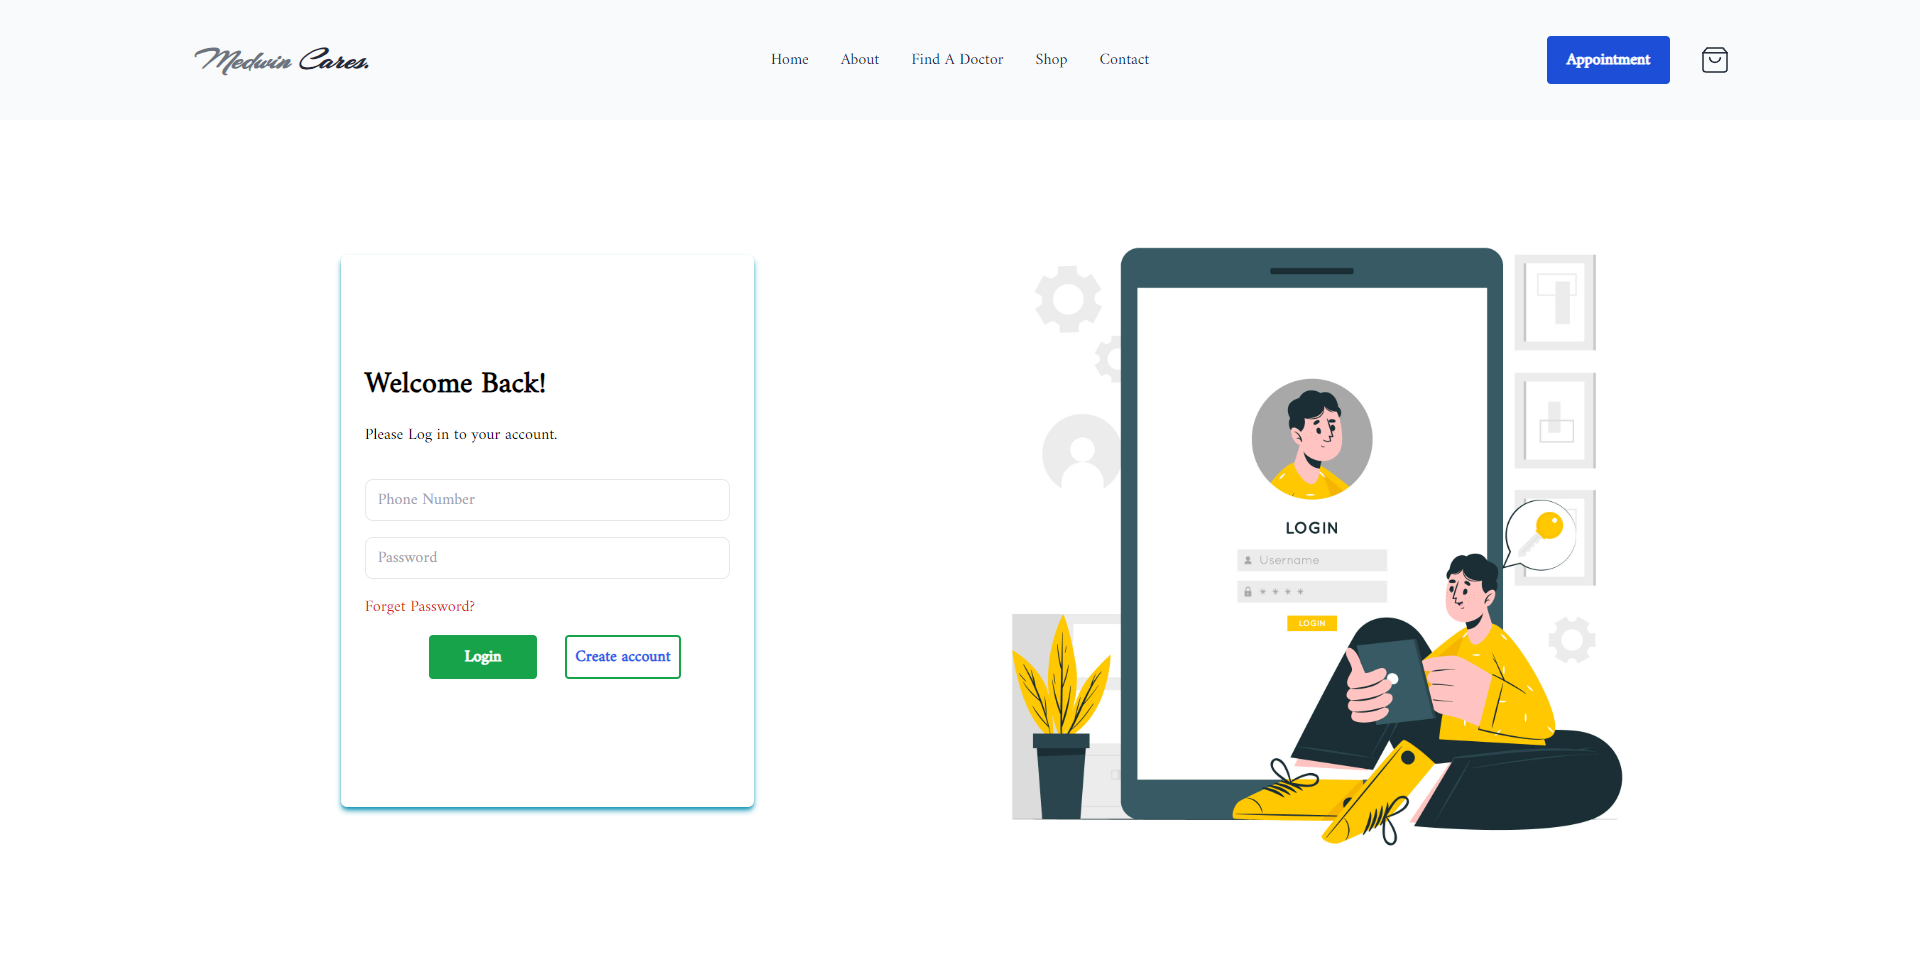 Medwin Cares.
Home
About
Find A Doctor
Shop
Contact
Appointment
Welcome Back!
Please Log in to your account.
Phone Number
Password
Forget Password?
Login
Create account
LOGIN
Username
* * * *
LOGIN